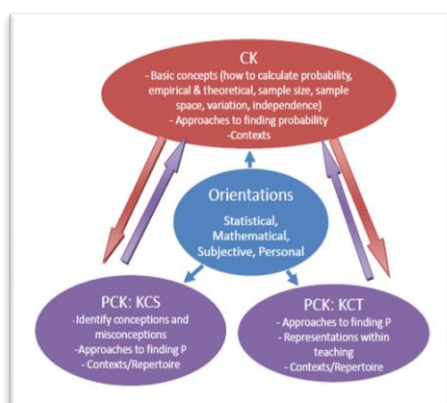 CK
- Basic concepts (how to calculate probability,
empirical & theoretical, sample size, sample
space, variation, independence)
- Approaches to finding probability
-Contexts
Orientations
Statistical,
Mathematical,
Subjective, Personal
PCK: KCS
-Identify conceptions and
misconceptions
-Approaches to finding P
- Contexts/Repertoire
PCK: KCT
- Approaches to finding P
- Representations within
teaching
- Contexts/Repertoire